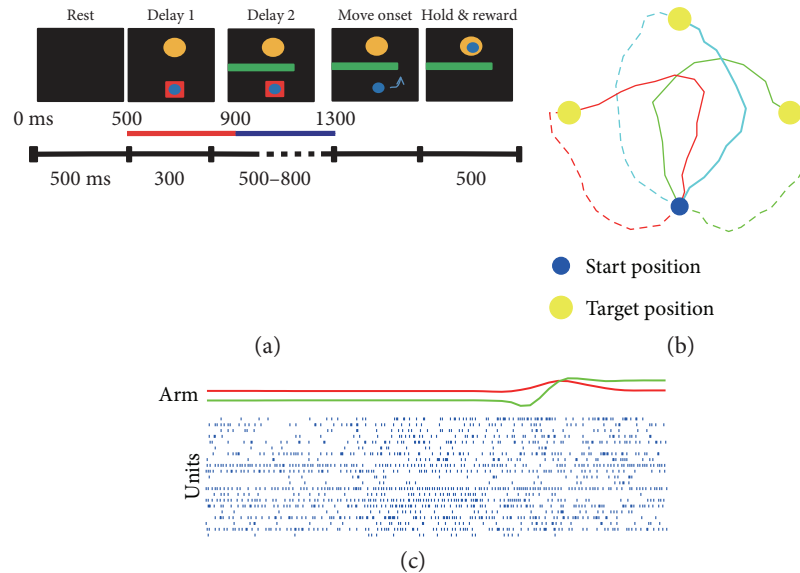 Rest Delay 1 Delay 2 Move onset Hold & reward
0 ms 500 900 1300
500 ms 300 500–800 500
(a)
Start position
Target position
(b)
Arm
Units
(c)